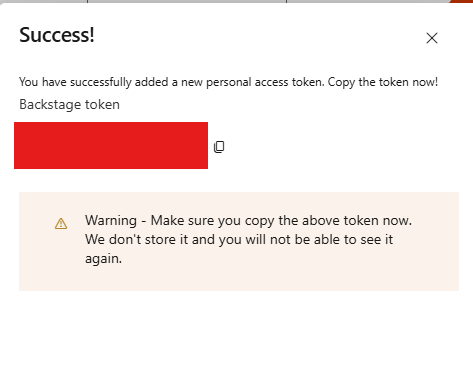 Success!
You have successfully added a new personal access token. Copy the token now!
Backstage token
Warning - Make sure you copy the above token now.
We don't store it and you will not be able to see it
again.